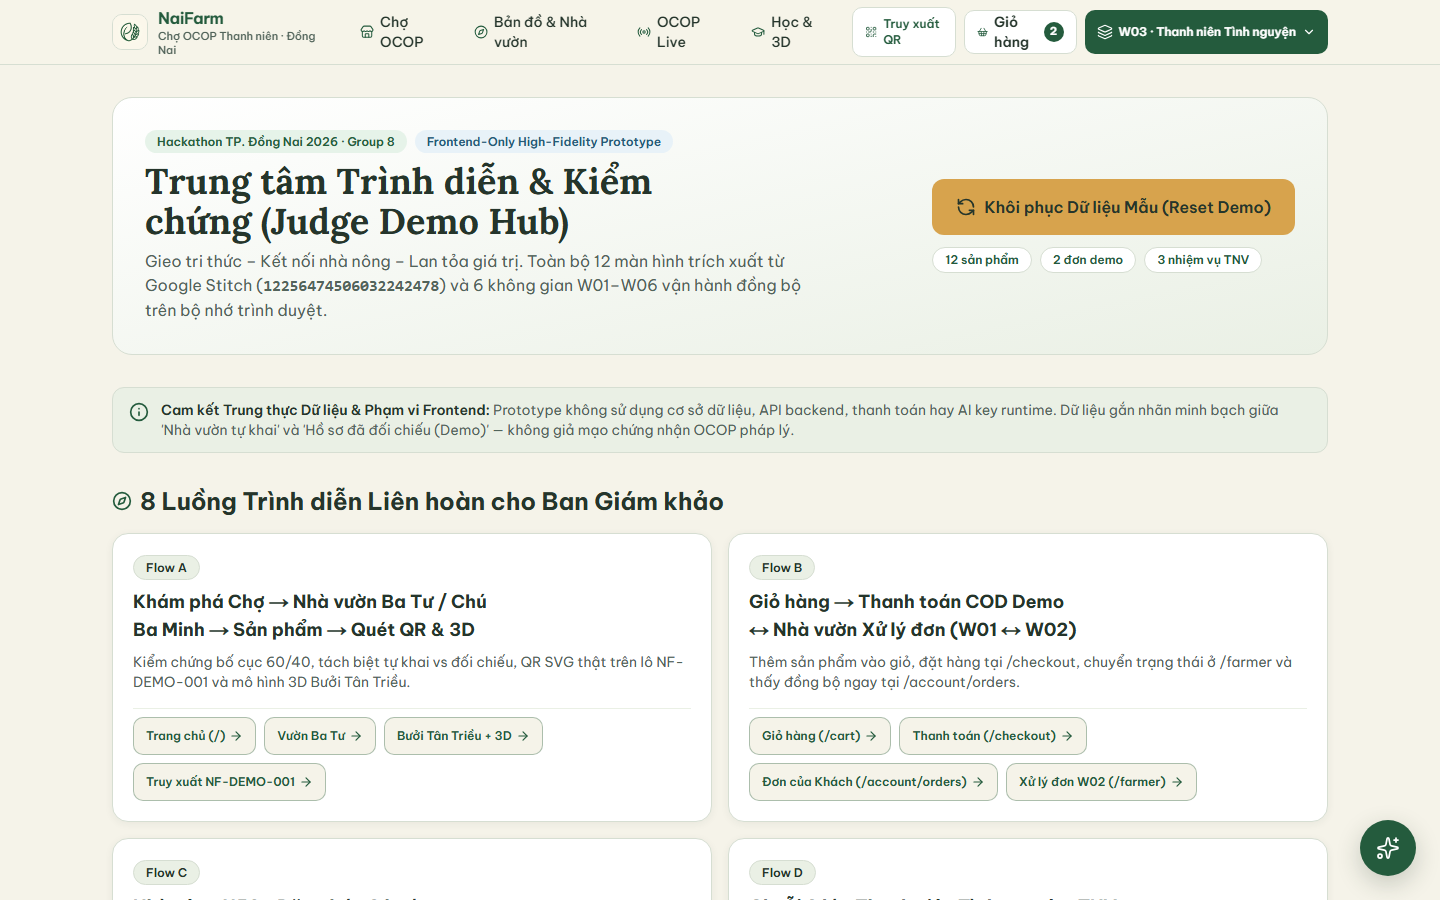 NaiFarm
Chợ OCOP Thanh niên · Đồng
Nai
Chợ
OCOP
Bản đồ & Nhà
vườn
OCOP
Live
Học &
3D
Truy xuất
QR
Giỏ
hàng
2
W03 · Thanh niên Tình nguyện
Hackathon TP. Đồng Nai 2026 · Group 8
Frontend-Only High-Fidelity Prototype
Trung tâm Trình diễn & Kiểm
chứng (Judge Demo Hub)
Gieo tri thức – Kết nối nhà nông – Lan tỏa giá trị. Toàn bộ 12 màn hình trích xuất từ
Google Stitch (12256474506032242478) và 6 không gian W01–W06 vận hành đồng bộ
trên bộ nhớ trình duyệt.
Khôi phục Dữ liệu Mẫu (Reset Demo)
12 sản phẩm
2 đơn demo
3 nhiệm vụ TNV
Cam kết Trung thực Dữ liệu & Phạm vi Frontend: Prototype không sử dụng cơ sở dữ liệu, API backend, thanh toán hay AI key runtime. Dữ liệu gắn nhãn minh bạch giữa
'Nhà vườn tự khai' và 'Hồ sơ đã đối chiếu (Demo)' — không giả mạo chứng nhận OCOP pháp lý.
8 Luồng Trình diễn Liên hoàn cho Ban Giám khảo
Flow A
Khám phá Chợ → Nhà vườn Ba Tư / Chú
Ba Minh → Sản phẩm → Quét QR & 3D
Kiểm chứng bố cục 60/40, tách biệt tự khai vs đối chiếu, QR SVG thật trên lô NF-
DEMO-001 và mô hình 3D Bưởi Tân Triều.
Trang chủ (/) →
Vườn Ba Tư →
Bưởi Tân Triều + 3D →
Truy xuất NF-DEMO-001 →
Flow B
Giỏ hàng → Thanh toán COD Demo
↔ Nhà vườn Xử lý đơn (W01 ↔ W02)
Thêm sản phẩm vào giỏ, đặt hàng tại /checkout, chuyển trạng thái ở /farmer và
thấy đồng bộ ngay tại /account/orders.
Giỏ hàng (/cart) →
Thanh toán (/checkout) →
Đơn của Khách (/account/orders) →
Xử lý đơn W02 (/farmer) →
Flow C
Flow D